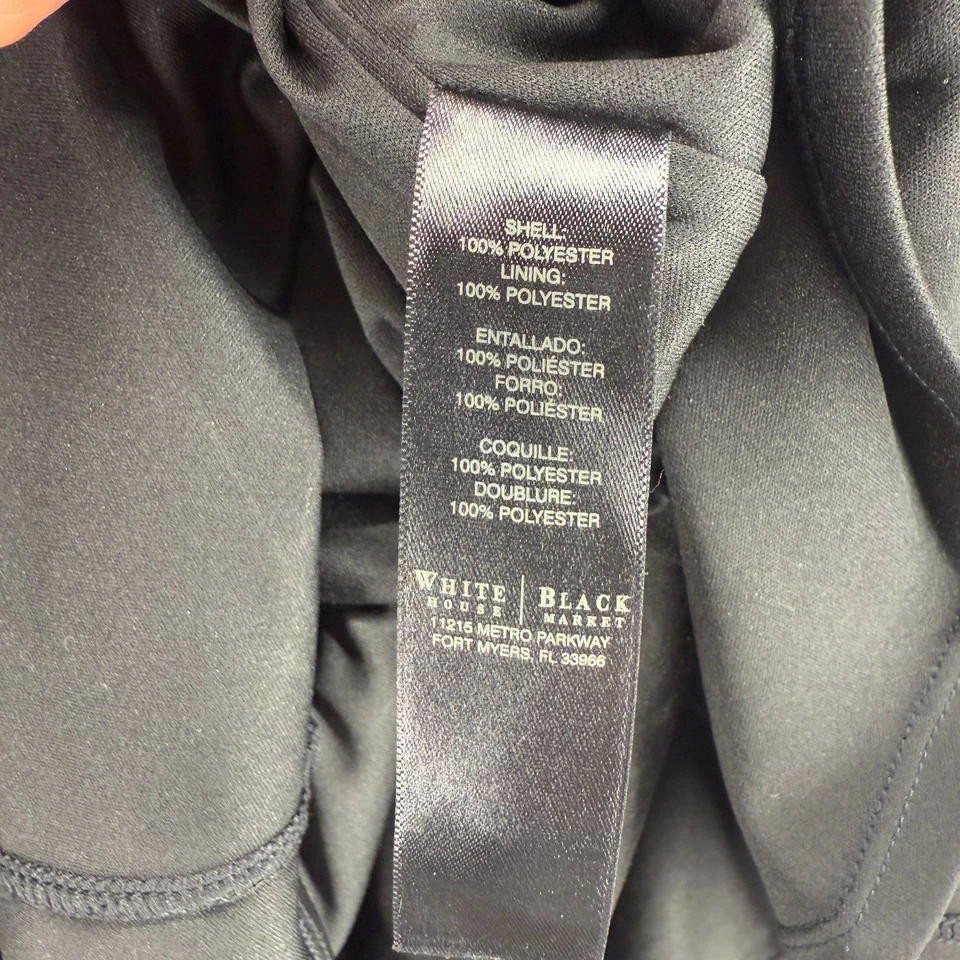 SHELL:
100% POLYESTER
LINING:
100% POLYESTER
ENTALLADO:
100% POLIÉSTER
FORRO:
100% POLIÉSTER
COQUILLE:
100% POLYESTER
DOUBLURE:
100% POLYESTER
WHITE | BLACK
HOUSE MARKET
11215 METRO PARKWAY
FORT MYERS, FL 33966